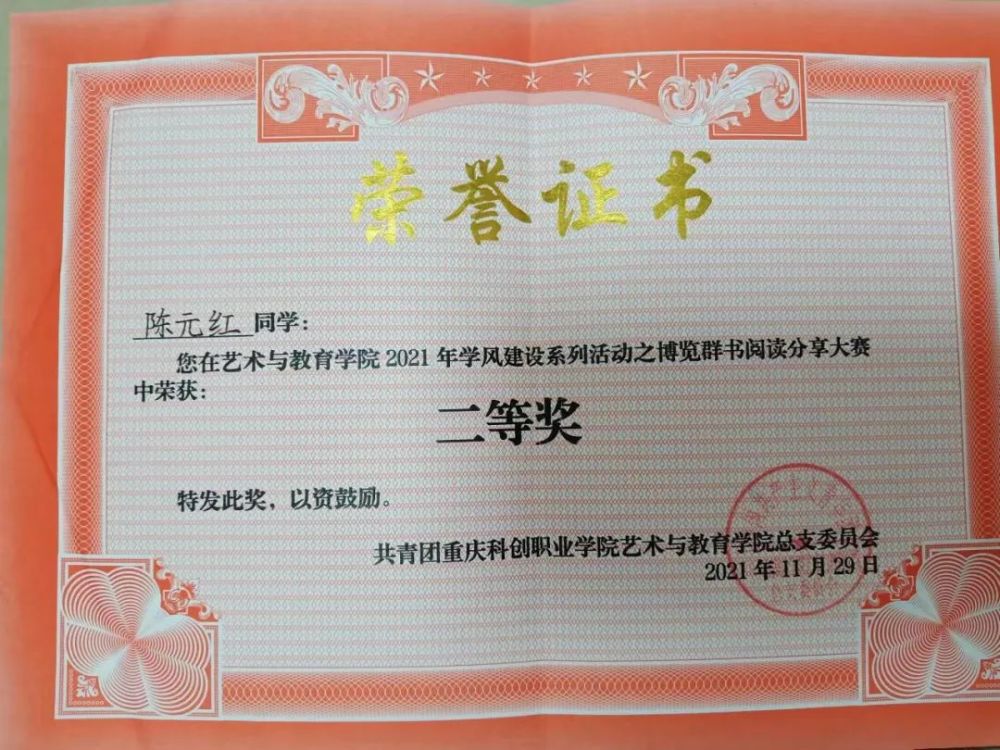 荣誉证书
陈元红 同学：
您在艺术与教育学院 2021 年学风建设系列活动之博览群书阅读分享大赛
中荣获：
二等奖
特发此奖，以资鼓励。
共青团重庆科创职业学院艺术与教育学院总支委员会
2021 年 11 月 29 日